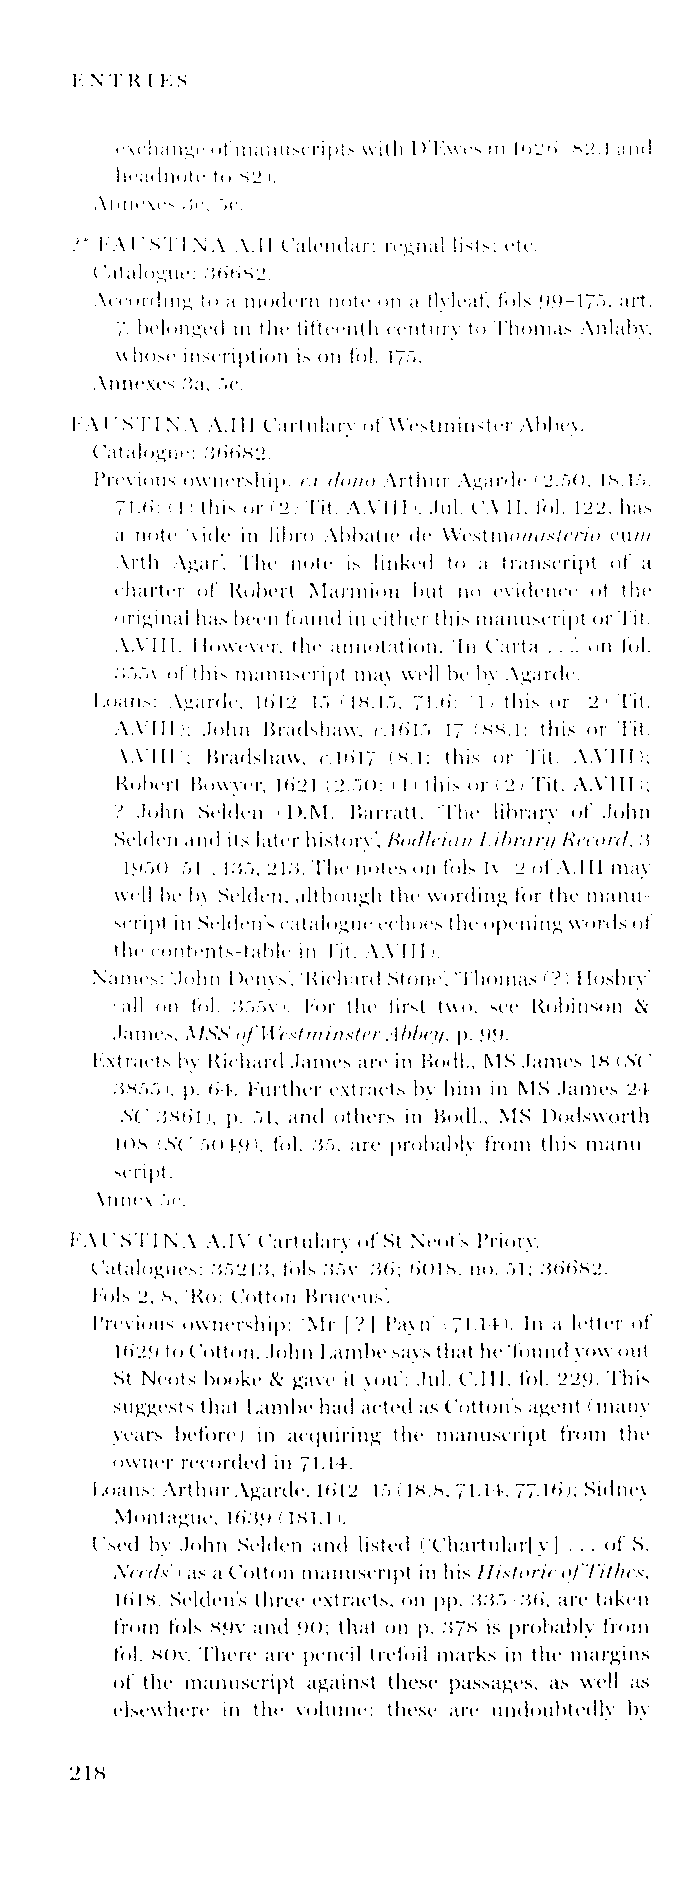 ENTRIES
exchange of manuscripts with D'Ewes in 1626 (82.1 and
headnote to 82).
Annexes 3c, 5c.
?* FAUSTINA A.II Calendar; regnal lists; etc.
Catalogue: 36682.
According to a modern note on a flyleaf, fols 99–175, art.
7, belonged in the fifteenth century to Thomas Anlaby,
whose inscription is on fol. 175.
Annexes 3a, 5c.
FAUSTINA A.III Cartulary of Westminster Abbey.
Catalogue: 36682.
Previous ownership: ex dono Arthur Agarde (2.50, 48.15,
71.6: (1) this or (2) Tit. A.VIII). Jul. C.VII, fol. 122, has
a note 'vide in libro Abbatie de Westmonasterio cum
Arth Agar'. The note is linked to a transcript of a
charter of Robert Marmion but no evidence of the
original has been found in either this manuscript or Tit.
A.VIII. However, the annotation, 'In Carta . . .' on fol.
355v of this manuscript may well be by Agarde.
Loans: Agarde, 1612–15 (48.15, 71.6: (1) this or (2) Tit.
A.VIII); John Bradshaw, c.1615–17 (88.1: this or Tit.
A.VIII); Bradshaw, c.1617 (8.1: this or Tit. A.VIII);
Robert Bowyer, 1621 (2.50: (1) this or (2) Tit. A.VIII);
? John Selden (D.M. Barratt, 'The library of John
Selden and its later history', Bodleian Library Record, 3
(1950–51), 135, 213. The notes on fols 1v–2 of A.III may
well be by Selden, although the wording for the manu-
script in Selden's catalogue echoes the opening words of
the contents-table in Tit. A.VIII).
Names: 'John Denys', 'Richard Stone', 'Thomas (?) Hosbry'
(all on fol. 355v). For the first two, see Robinson &
James, MSS of Westminster Abbey, p. 99.
Extracts by Richard James are in Bodl., MS James 18 (SC
3855), p. 64. Further extracts by him in MS James 24
(SC 3861), p. 51, and others in Bodl., MS Dodsworth
108 (SC 5049), fol. 35, are probably from this manu-
script.
Annex 5c.
FAUSTINA A.IV Cartulary of St Neot's Priory.
Catalogues: 35213, fols 35v–36; 6018, no. 51; 36682.
Fols 2, 8, 'Ro: Cotton Bruceus'.
Previous ownership: 'Mr [?] Payn' (71.14). In a letter of
1629 to Cotton, John Lambe says that he 'found yow out
St Neots booke & gave it you': Jul. C.III, fol. 229. This
suggests that Lambe had acted as Cotton's agent (many
years before) in acquiring the manuscript from the
owner recorded in 71.14.
Loans: Arthur Agarde, 1612–15 (48.8, 71.14, 77.16); Sidney
Montague, 1639 (181.1).
Used by John Selden and listed ('Chartular[y] . . . of S.
Needs') as a Cotton manuscript in his Historie of Tithes,
1618. Selden's three extracts, on pp. 335–36, are taken
from fols 89v and 90; that on p. 378 is probably from
fol. 80v. There are pencil trefoil marks in the margins
of the manuscript against these passages, as well as
elsewhere in the volume; these are undoubtedly by
218